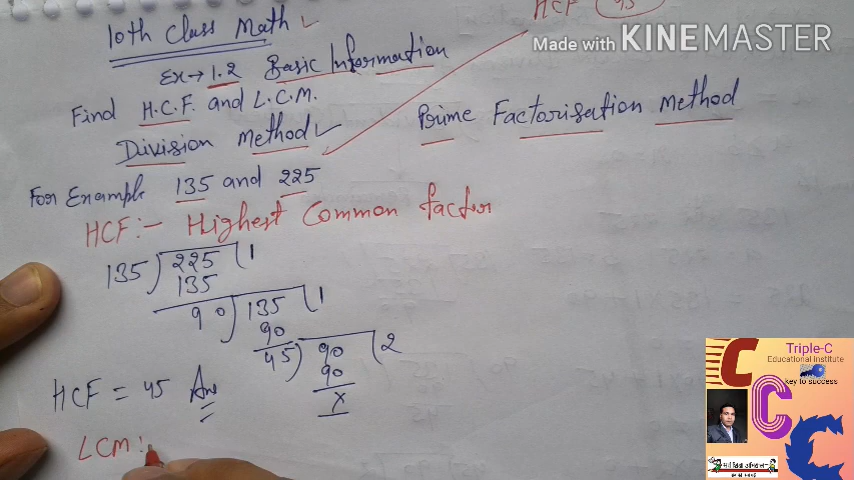 HCF 45
Made with KINEMASTER
10th Class Math
Ex→ 1.2 Basic Information
Find H.C.F. and L.C.M.
Division Method
Prime Factorisation Method
For Example 135 and 225
HCF:- Highest Common factor
135) 225 (1
135
90) 135 (1
90
45) 90 (2
90
x
HCF = 45 Ans
LCM:
Triple-C
Educational institute
key to success
C C C